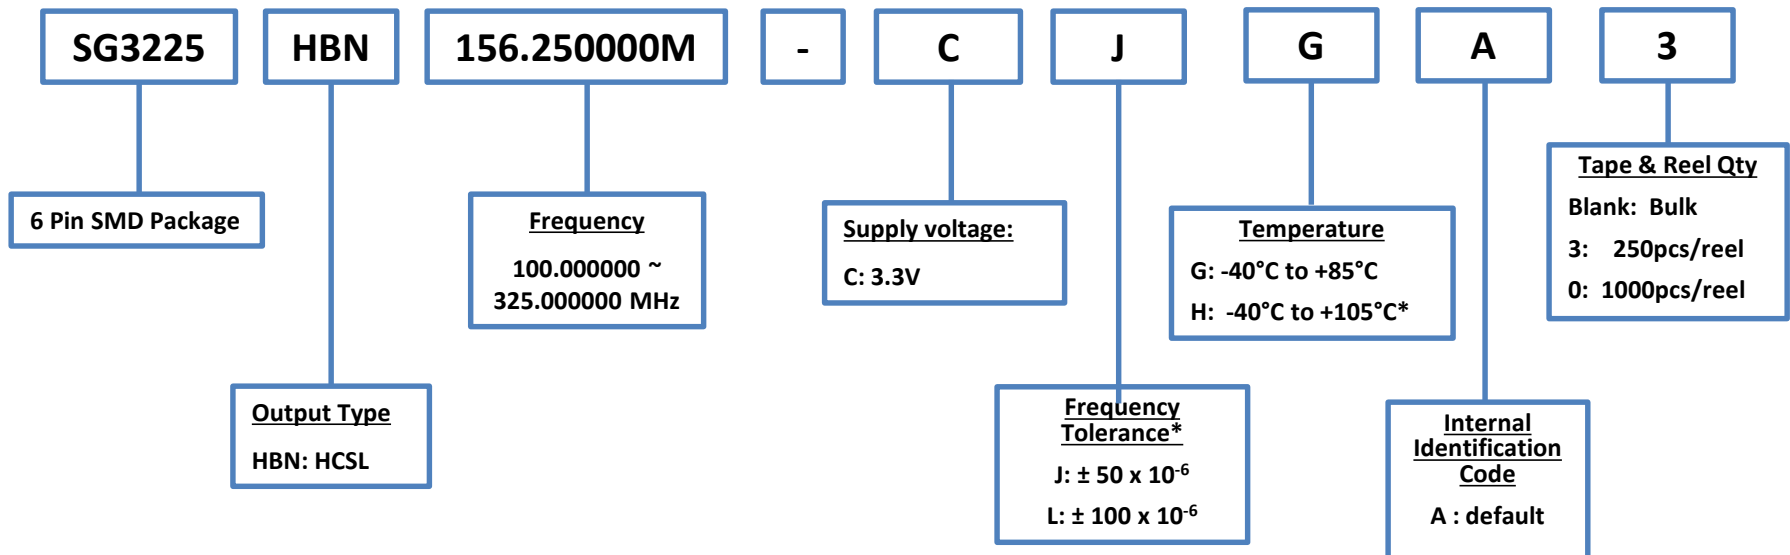 SG3225 HBN 156.250000M - C J G A 3
6 Pin SMD Package
Output Type
HBN: HCSL
Frequency
100.000000 ~
325.000000 MHz
Supply voltage:
C: 3.3V
Frequency
Tolerance*
J: ± 50 x 10⁻⁶
L: ± 100 x 10⁻⁶
Temperature
G: -40°C to +85°C
H: -40°C to +105°C*
Internal
Identification
Code
A : default
Tape & Reel Qty
Blank: Bulk
3: 250pcs/reel
0: 1000pcs/reel